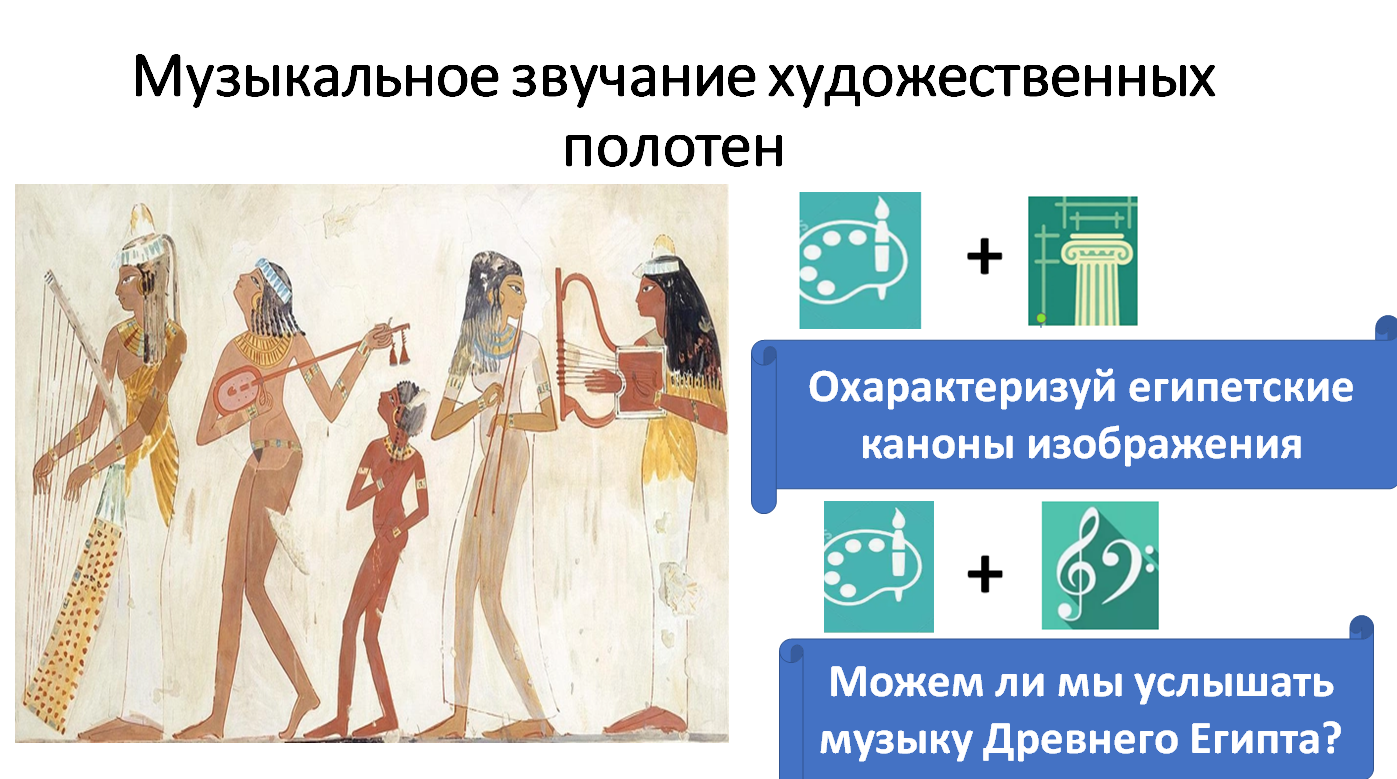 Музыкальное звучание художественных
полотен
+
Охарактеризуй египетские
каноны изображения
+
Можем ли мы услышать
музыку Древнего Египта?